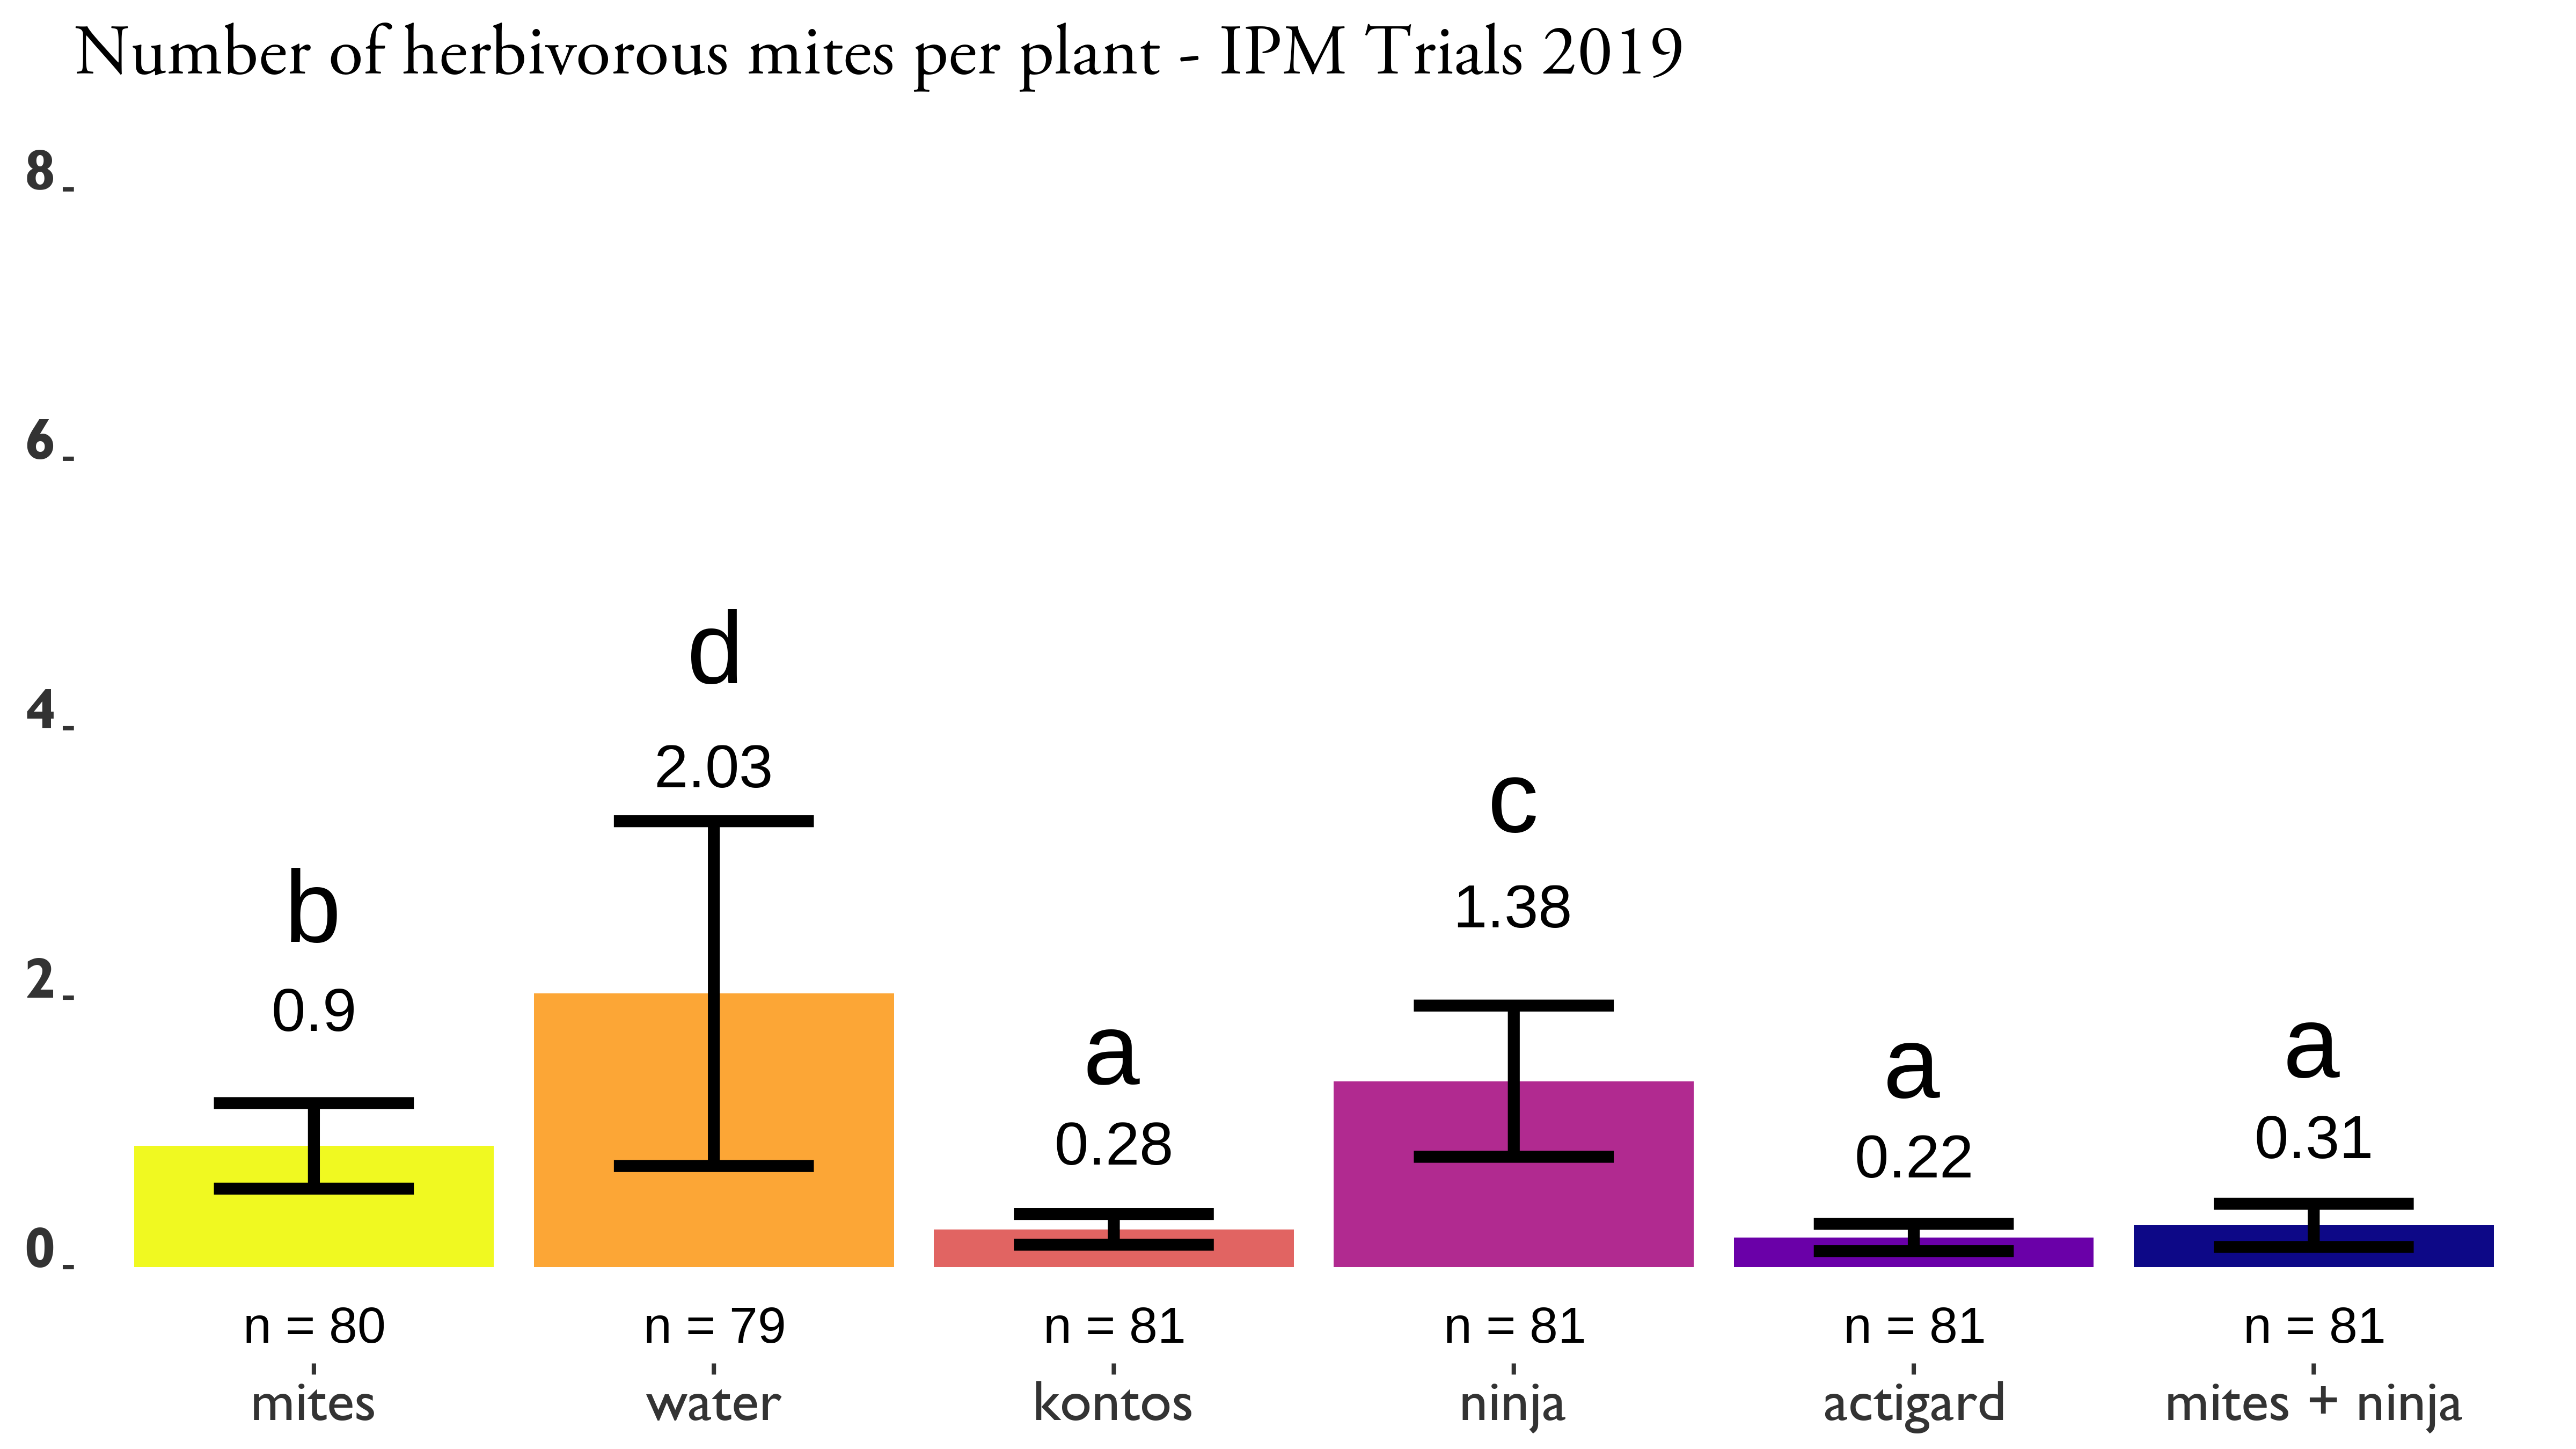 Number of herbivorous mites per plant - IPM Trials 2019
8
6
4
2
0
d
2.03
c
1.38
b
0.9
a
0.28
a
0.22
a
0.31
n = 80 n = 79 n = 81 n = 81 n = 81 n = 81
mites water kontos ninja actigard mites + ninja